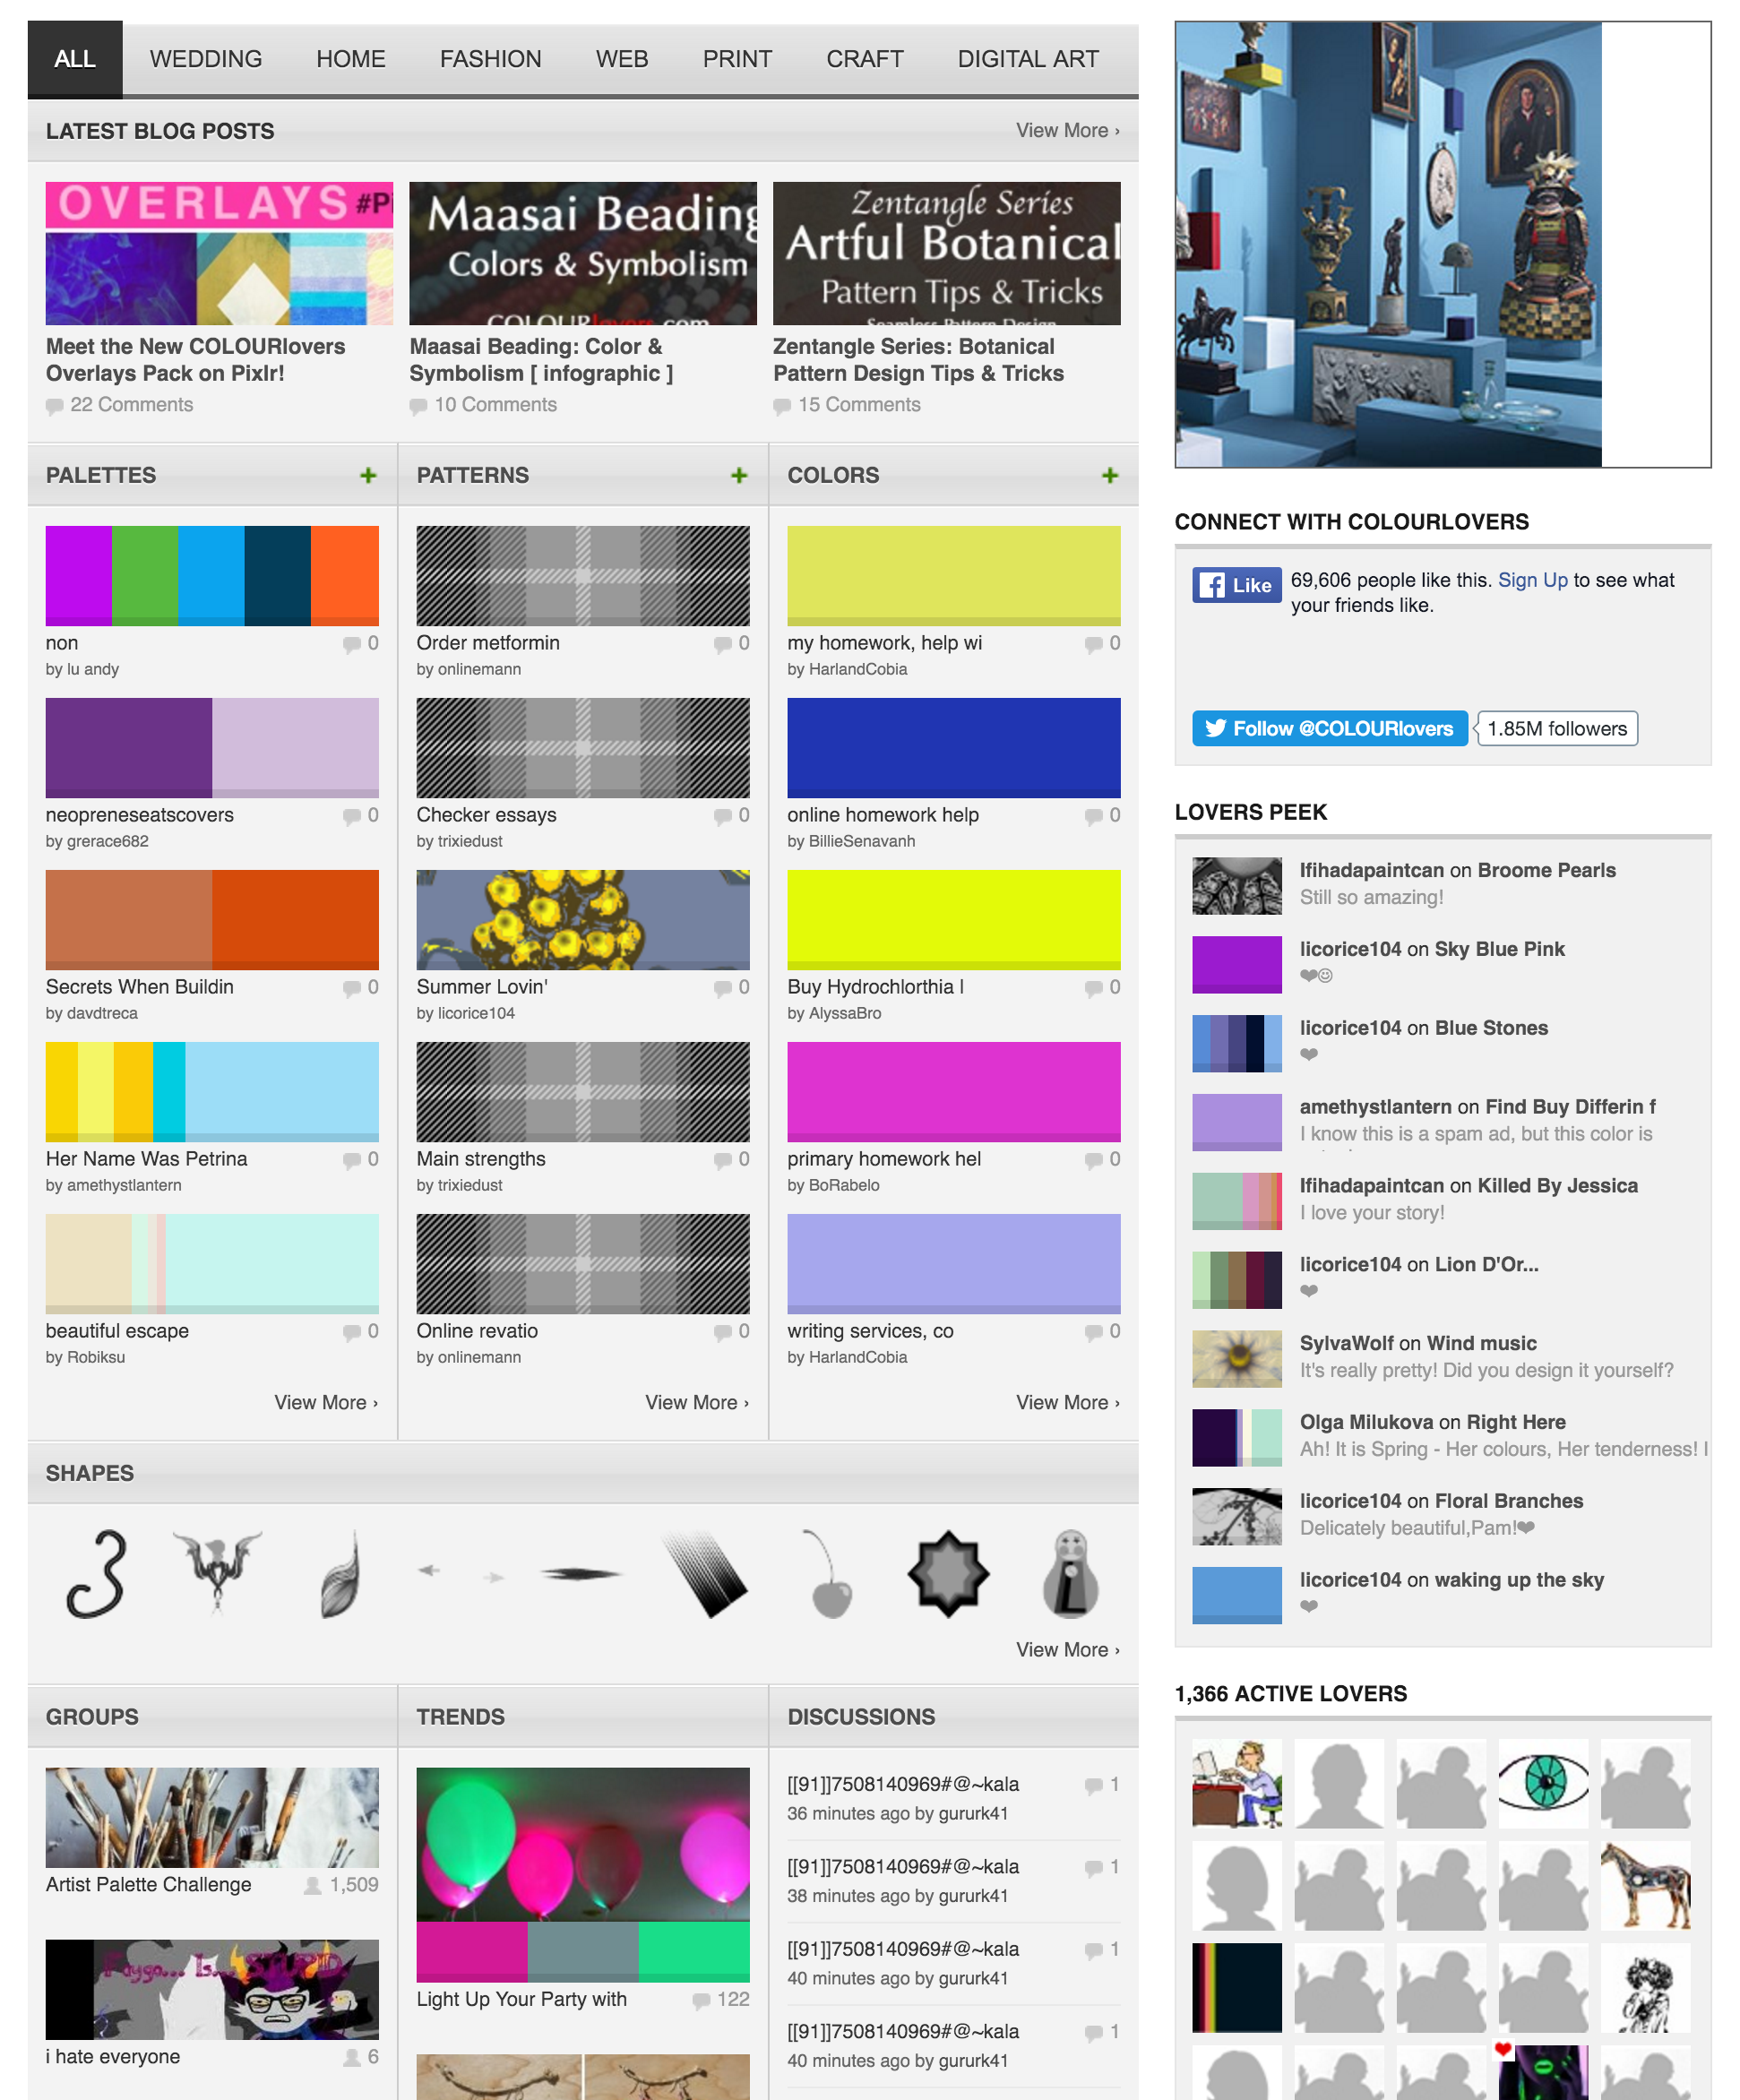 ALL
WEDDING
HOME
FASHION
WEB
PRINT
CRAFT
DIGITAL ART
LATEST BLOG POSTS
View More ›
OVERLAYS #Pi
Maasai Beading
Colors & Symbolism
COLOURlovers.com
Zentangle Series
Artful Botanical
Pattern Tips & Tricks
Seamless Pattern Design
Meet the New COLOURlovers
Overlays Pack on Pixlr!
22 Comments
Maasai Beading: Color &
Symbolism [ infographic ]
10 Comments
Zentangle Series: Botanical
Pattern Design Tips & Tricks
15 Comments
PALETTES +
non 0
by lu andy
neopreneseatscovers 0
by grerace682
Secrets When Buildin 0
by davdtreca
Her Name Was Petrina 0
by amethystlantern
beautiful escape 0
by Robiksu
View More ›
PATTERNS +
Order metformin 0
by onlinemann
Checker essays 0
by trixiedust
Summer Lovin' 0
by licorice104
Main strengths 0
by trixiedust
Online revatio 0
by onlinemann
View More ›
COLORS +
my homework, help wi 0
by HarlandCobia
online homework help 0
by BillieSenavanh
Buy Hydrochlorthia l 0
by AlyssaBro
primary homework hel 0
by BoRabelo
writing services, co 0
by HarlandCobia
View More ›
SHAPES
View More ›
GROUPS
Artist Palette Challenge 1,509
Faygo... Is... STUPID
i hate everyone 6
TRENDS
Light Up Your Party with 122
DISCUSSIONS
[[91]]7508140969#@~kala 1
36 minutes ago by gururk41
[[91]]7508140969#@~kala 1
38 minutes ago by gururk41
[[91]]7508140969#@~kala 1
40 minutes ago by gururk41
[[91]]7508140969#@~kala 1
40 minutes ago by gururk41
CONNECT WITH COLOURLOVERS
Like
69,606 people like this. Sign Up to see what
your friends like.
Follow @COLOURlovers
1.85M followers
LOVERS PEEK
Ifihadapaintcan on Broome Pearls
Still so amazing!
licorice104 on Sky Blue Pink
❤☺
licorice104 on Blue Stones
❤
amethystlantern on Find Buy Differin f
I know this is a spam ad, but this color is
Ifihadapaintcan on Killed By Jessica
I love your story!
licorice104 on Lion D'Or...
❤
SylvaWolf on Wind music
It's really pretty! Did you design it yourself?
Olga Milukova on Right Here
Ah! It is Spring - Her colours, Her tenderness! I
licorice104 on Floral Branches
Delicately beautiful,Pam!❤
licorice104 on waking up the sky
❤
1,366 ACTIVE LOVERS